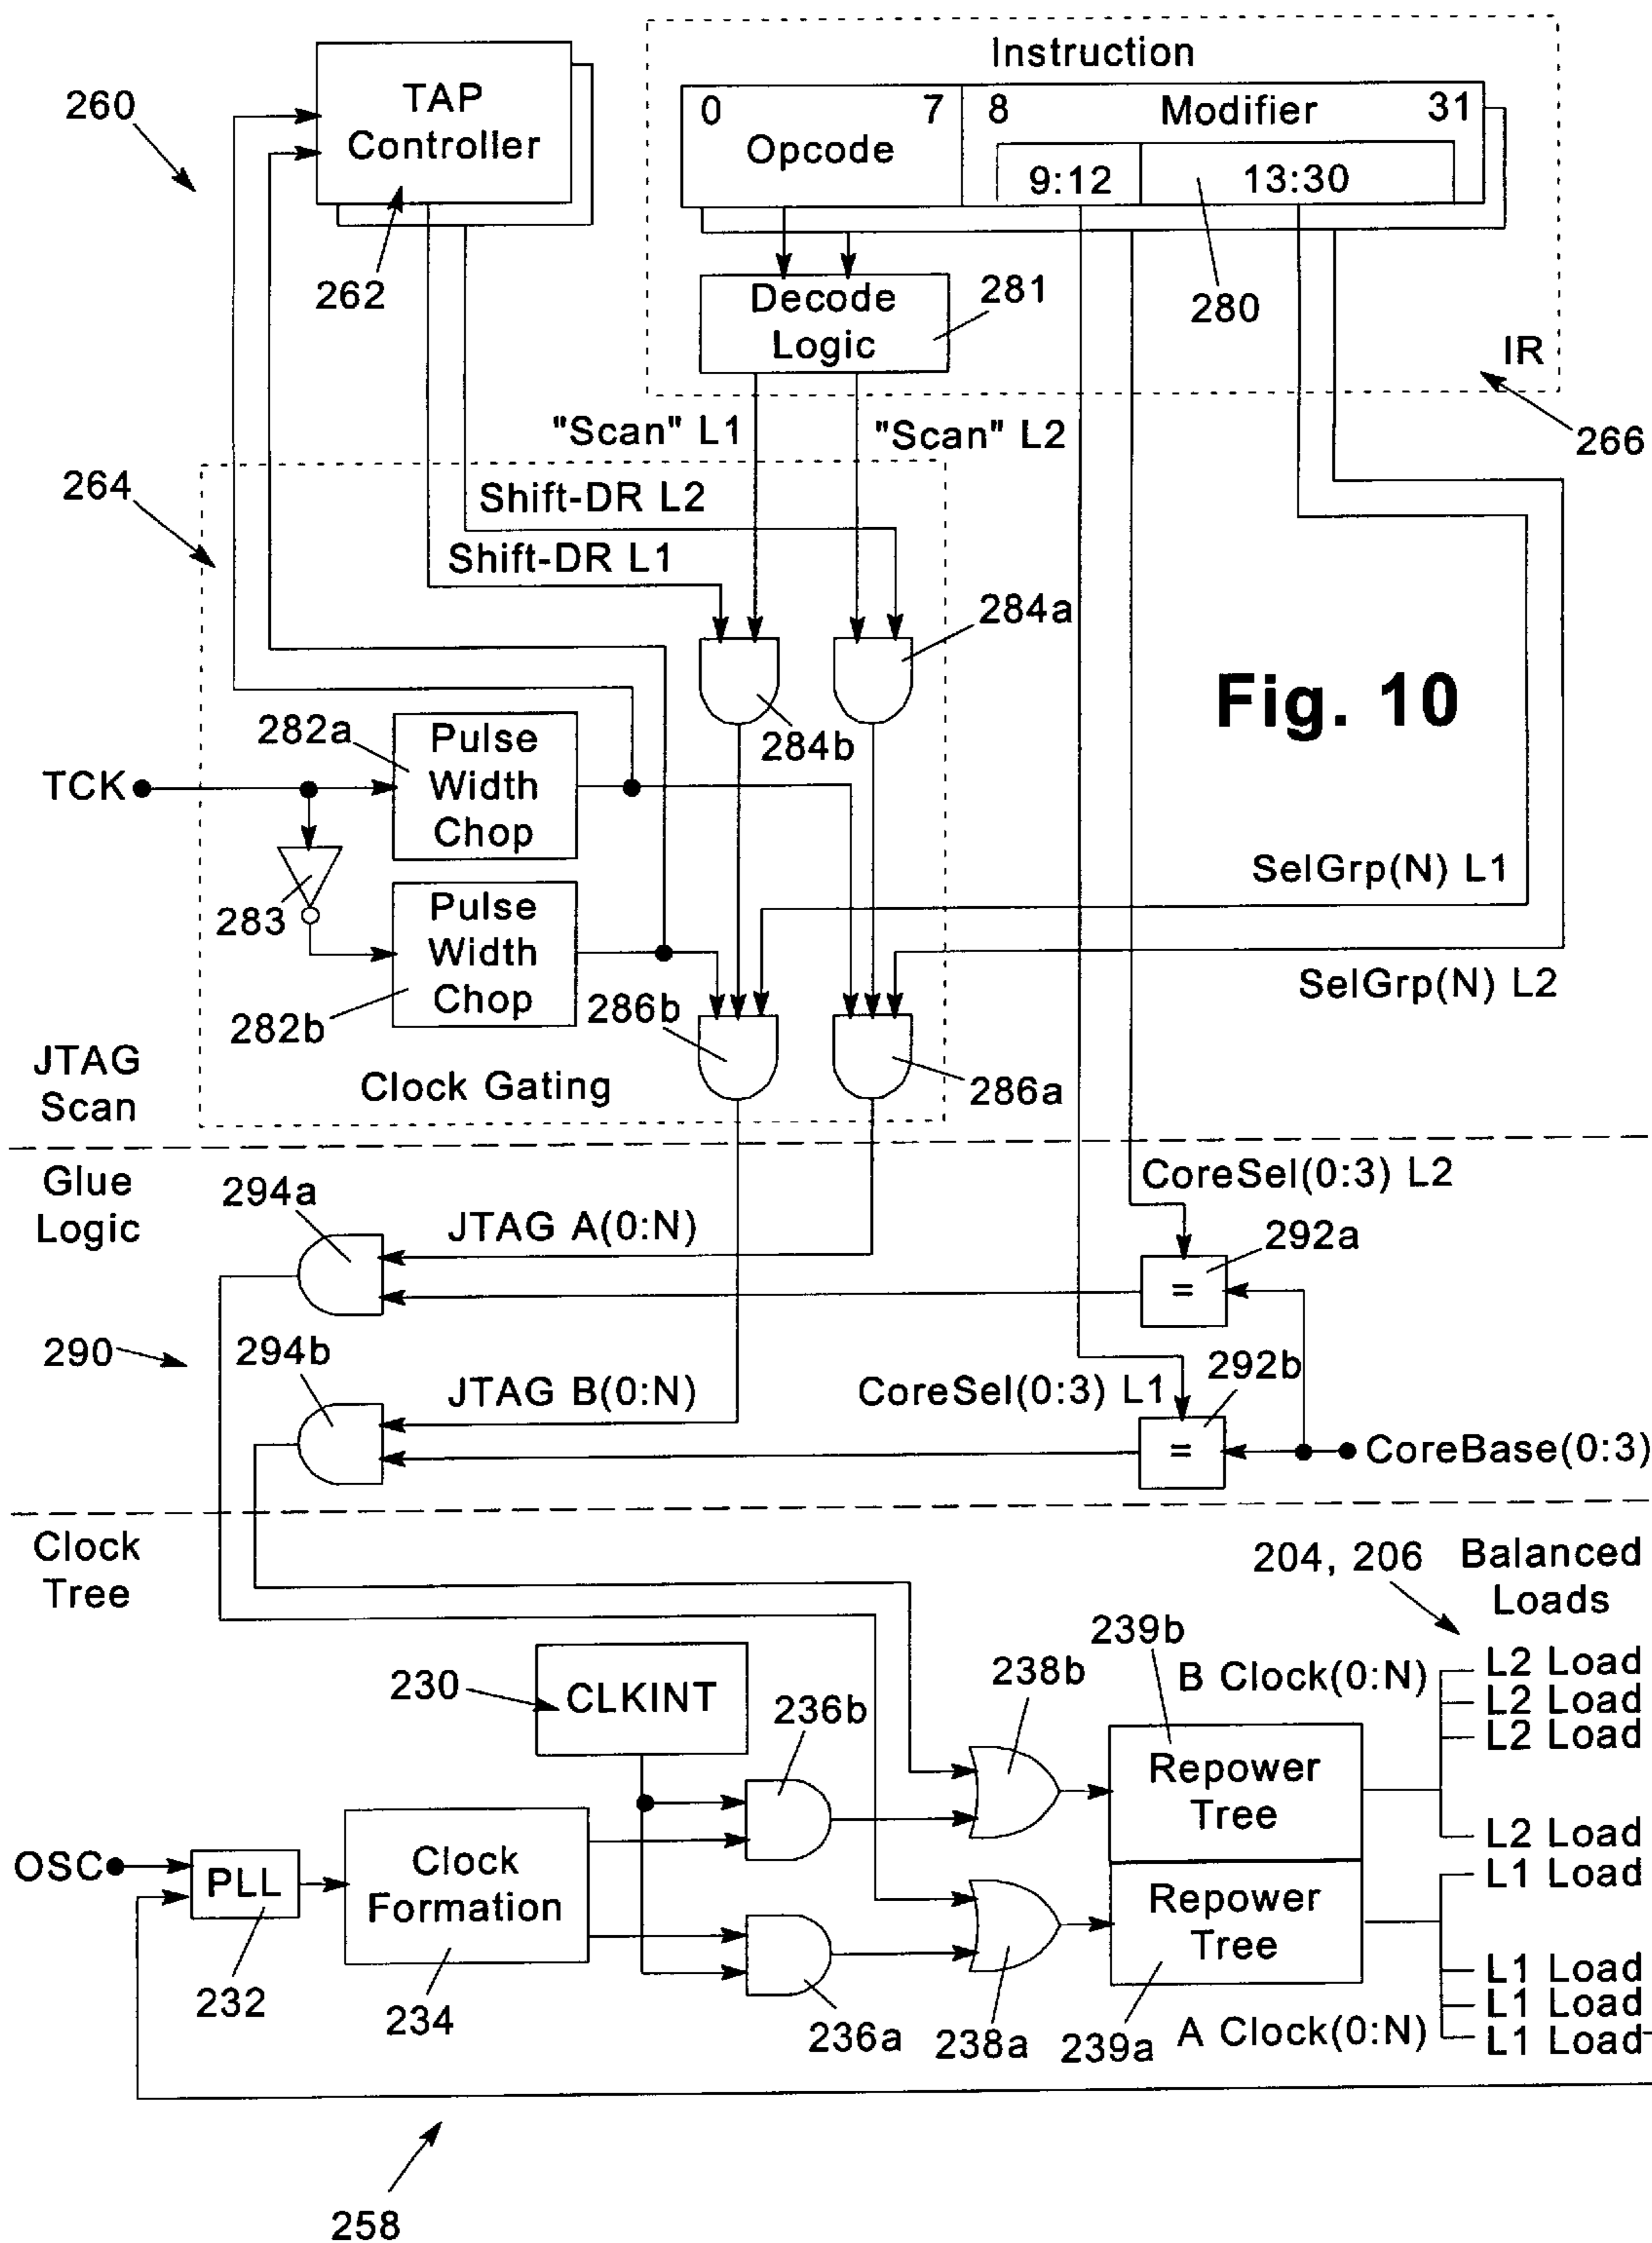 Instruction
260
TAP
Controller
0
7
8
Modifier
31
Opcode
9:12
13:30
262
Decode
Logic
281
280
IR
"Scan" L1
"Scan" L2
266
264
Shift-DR L2
Shift-DR L1
284a
Fig. 10
282a
Pulse
Width
Chop
284b
TCK
SelGrp(N) L1
283
Pulse
Width
Chop
SelGrp(N) L2
282b
286b
JTAG
Scan
Clock Gating
286a
Glue
Logic
294a
CoreSel(0:3) L2
JTAG A(0:N)
292a
=
290
294b
292b
JTAG B(0:N)
CoreSel(0:3) L1
=
CoreBase(0:3)
Clock
Tree
204, 206
Balanced
Loads
239b
230
CLKINT
236b
238b
B Clock(0:N)
L2 Load
L2 Load
L2 Load
Repower
Tree
L2 Load
OSC
PLL
Clock
Formation
L1 Load
Repower
Tree
232
234
236a
238a
239a
A Clock(0:N)
L1 Load
L1 Load
L1 Load
258